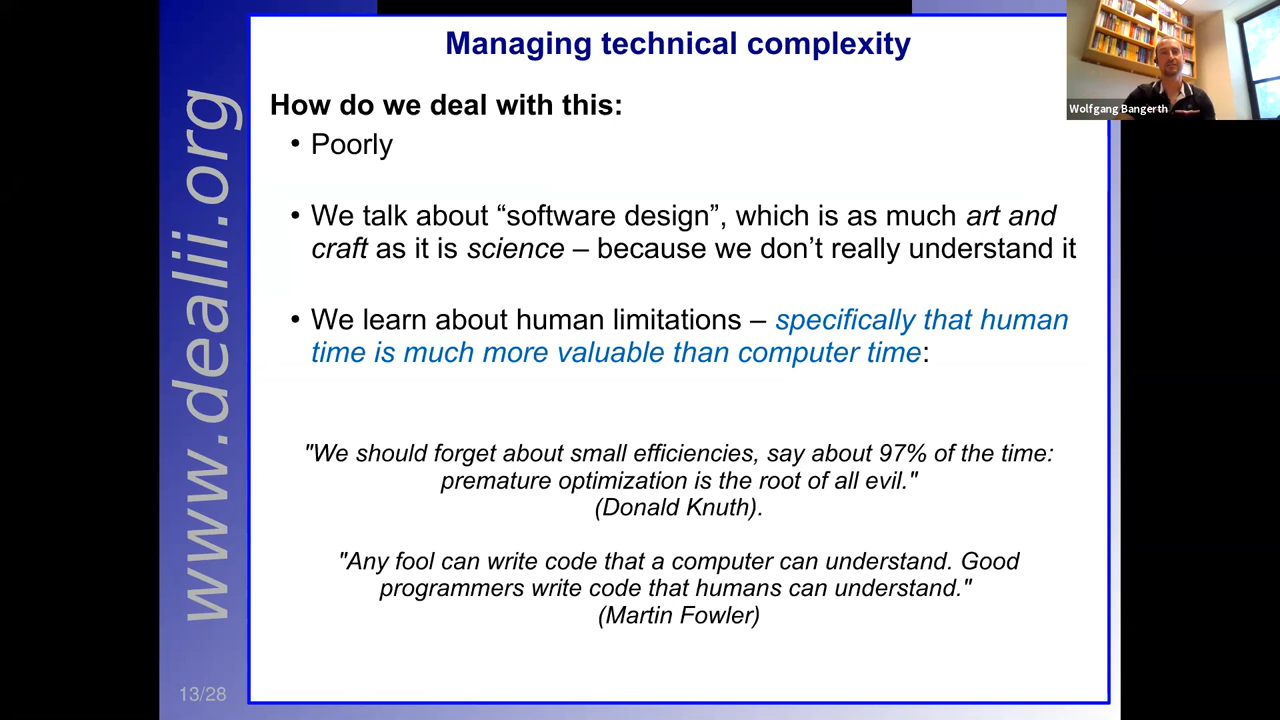 Managing technical complexity
Wolfgang Bangerth
www.dealii.org
How do we deal with this:
• Poorly
• We talk about “software design”, which is as much art and
craft as it is science – because we don’t really understand it
• We learn about human limitations – specifically that human
time is much more valuable than computer time:
"We should forget about small efficiencies, say about 97% of the time:
premature optimization is the root of all evil."
(Donald Knuth).
"Any fool can write code that a computer can understand. Good
programmers write code that humans can understand."
(Martin Fowler)
13/28